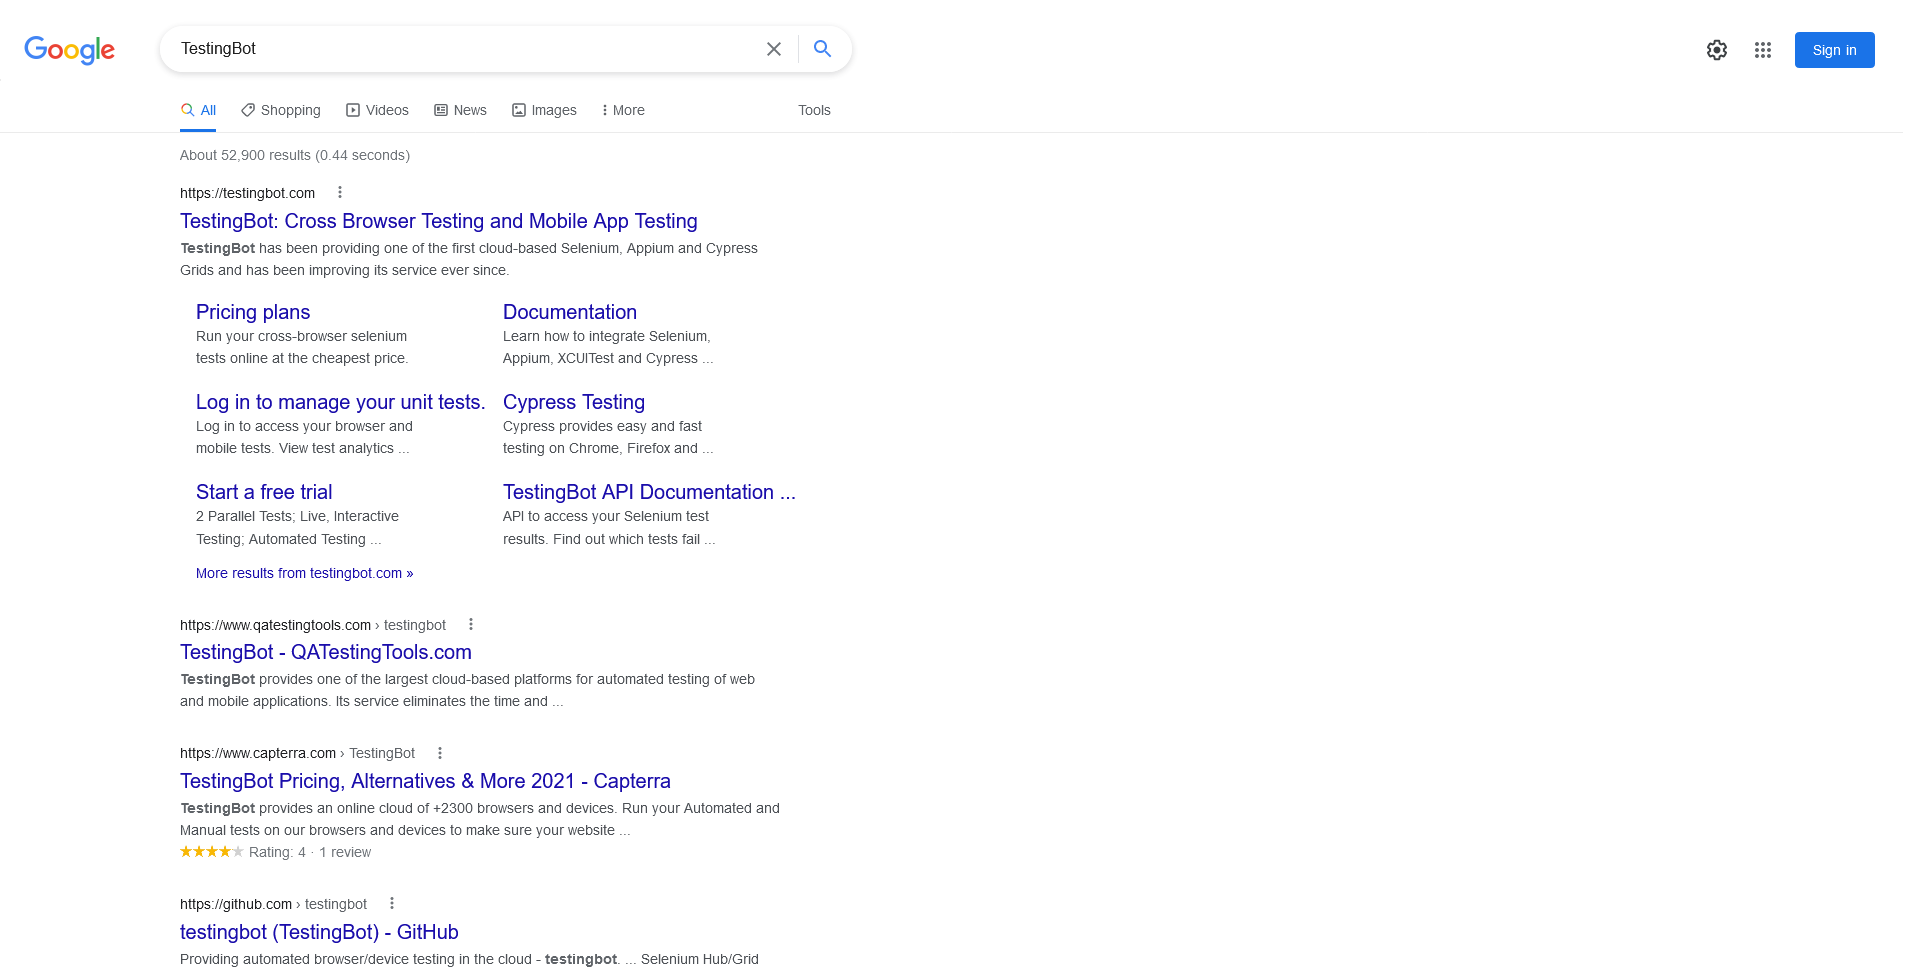 Google
TestingBot
Sign in
All
Shopping
Videos
News
Images
More
Tools
About 52,900 results (0.44 seconds)
https://testingbot.com
TestingBot: Cross Browser Testing and Mobile App Testing
TestingBot has been providing one of the first cloud-based Selenium, Appium and Cypress
Grids and has been improving its service ever since.
Pricing plans
Run your cross-browser selenium
tests online at the cheapest price.
Documentation
Learn how to integrate Selenium,
Appium, XCUITest and Cypress ...
Log in to manage your unit tests.
Log in to access your browser and
mobile tests. View test analytics ...
Cypress Testing
Cypress provides easy and fast
testing on Chrome, Firefox and ...
Start a free trial
2 Parallel Tests; Live, Interactive
Testing; Automated Testing ...
TestingBot API Documentation ...
API to access your Selenium test
results. Find out which tests fail ...
More results from testingbot.com »
https://www.qatestingtools.com › testingbot
TestingBot - QATestingTools.com
TestingBot provides one of the largest cloud-based platforms for automated testing of web
and mobile applications. Its service eliminates the time and ...
https://www.capterra.com › TestingBot
TestingBot Pricing, Alternatives & More 2021 - Capterra
TestingBot provides an online cloud of +2300 browsers and devices. Run your Automated and
Manual tests on our browsers and devices to make sure your website ...
Rating: 4 · 1 review
https://github.com › testingbot
testingbot (TestingBot) - GitHub
Providing automated browser/device testing in the cloud - testingbot. ... Selenium Hub/Grid